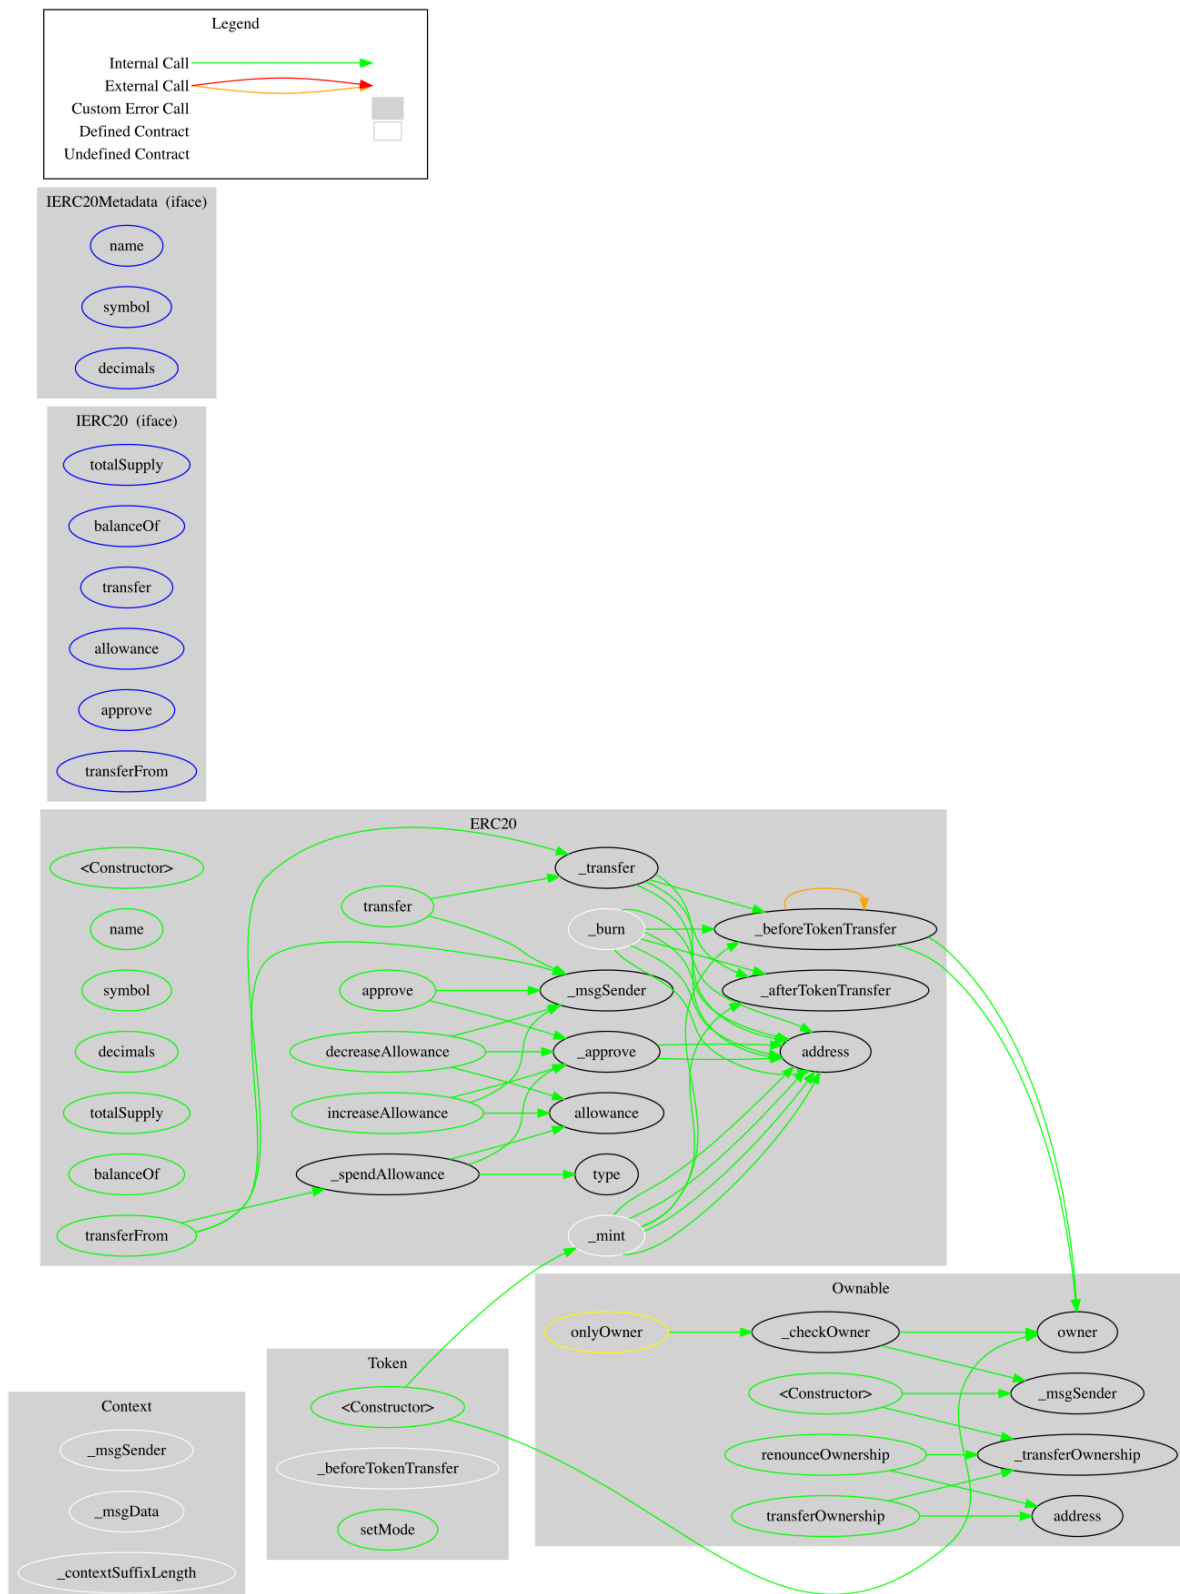 Legend
Internal Call
External Call
Custom Error Call
Defined Contract
Undefined Contract
IERC20Metadata (iface)
name
symbol
decimals
IERC20 (iface)
totalSupply
balanceOf
transfer
allowance
approve
transferFrom
ERC20
<Constructor>
name
symbol
decimals
totalSupply
balanceOf
transferFrom
transfer
approve
decreaseAllowance
increaseAllowance
_spendAllowance
_transfer
_burn
_msgSender
_approve
allowance
type
_mint
_beforeTokenTransfer
_afterTokenTransfer
address
Ownable
onlyOwner
_checkOwner
<Constructor>
renounceOwnership
transferOwnership
owner
_msgSender
_transferOwnership
address
Token
<Constructor>
_beforeTokenTransfer
setMode
Context
_msgSender
_msgData
_contextSuffixLength